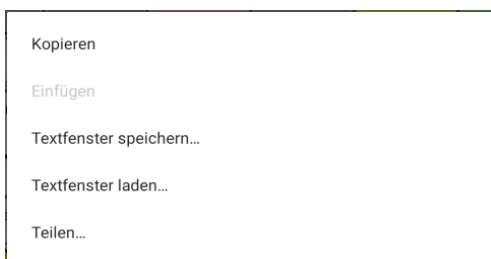 Kopieren
Einfügen
Textfenster speichern…
Textfenster laden…
Teilen…